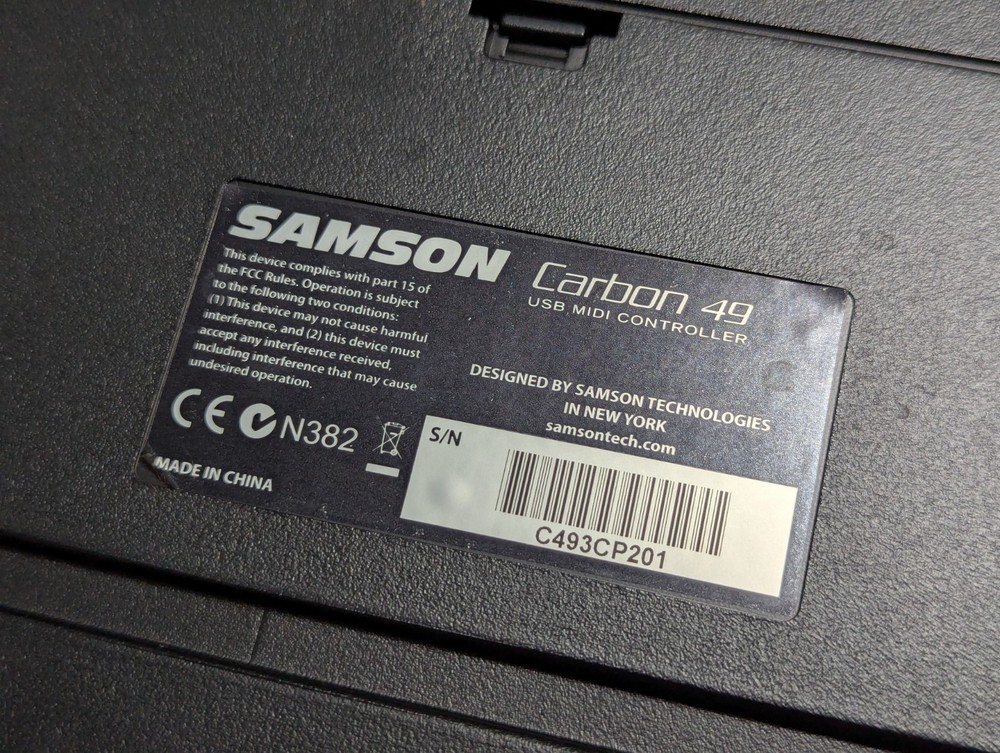 SAMSON
This device complies with part 15 of
the FCC Rules. Operation is subject
to the following two conditions:
(1) This device may not cause harmful
interference, and (2) this device must
accept any interference received,
including interference that may cause
undesired operation.
CE N382
MADE IN CHINA
Carbon 49
USB MIDI CONTROLLER
DESIGNED BY SAMSON TECHNOLOGIES
IN NEW YORK
samsontech.com
S/N
C493CP201